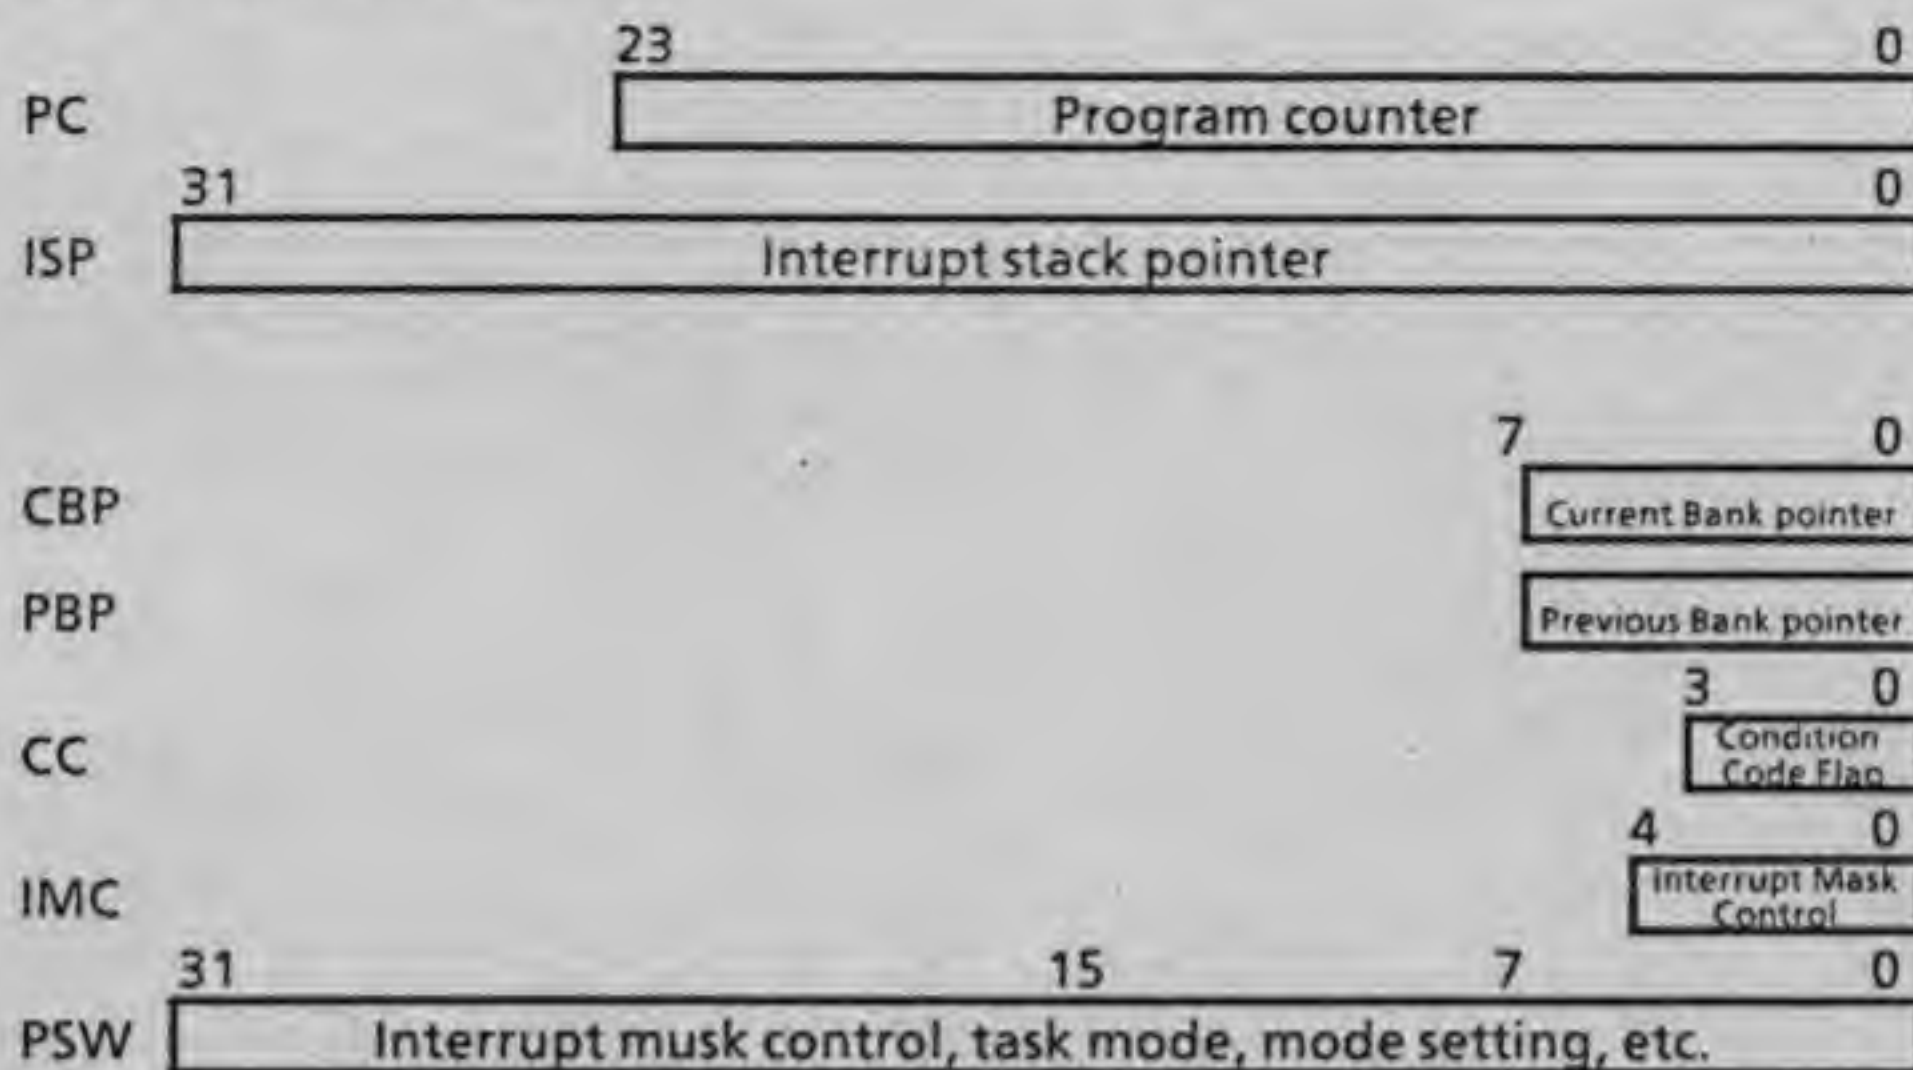 23 0
PC Program counter
31 0
ISP Interrupt stack pointer
7 0
CBP Current Bank pointer
PBP Previous Bank pointer
3 0
CC Condition
Code Flag
4 0
IMC Interrupt Mask
Control
31 15 7 0
PSW Interrupt musk control, task mode, mode setting, etc.